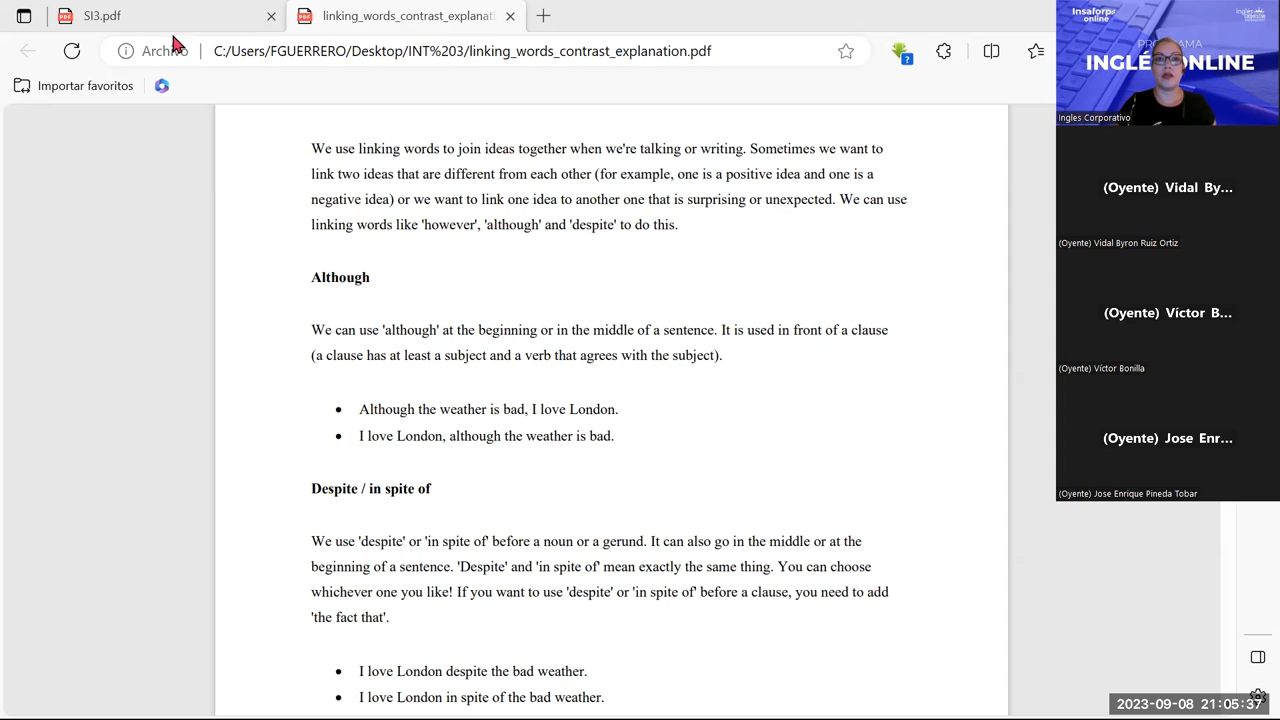 SI3.pdf
linking_words_contrast_explanati
Archivo
C:/Users/FGUERRERO/Desktop/INT%203/linking_words_contrast_explanation.pdf
Importar favoritos
We use linking words to join ideas together when we're talking or writing. Sometimes we want to
link two ideas that are different from each other (for example, one is a positive idea and one is a
negative idea) or we want to link one idea to another one that is surprising or unexpected. We can use
linking words like 'however', 'although' and 'despite' to do this.
Although
We can use 'although' at the beginning or in the middle of a sentence. It is used in front of a clause
(a clause has at least a subject and a verb that agrees with the subject).
• Although the weather is bad, I love London.
• I love London, although the weather is bad.
Despite / in spite of
We use 'despite' or 'in spite of' before a noun or a gerund. It can also go in the middle or at the
beginning of a sentence. 'Despite' and 'in spite of' mean exactly the same thing. You can choose
whichever one you like! If you want to use 'despite' or 'in spite of' before a clause, you need to add
'the fact that'.
• I love London despite the bad weather.
• I love London in spite of the bad weather.
Insaforp
online
Inglés
Corporativo
INGLÉ ONLINE
Ingles Corporativo
(Oyente) Vidal By...
(Oyente) Vidal Byron Ruiz Ortiz
(Oyente) Víctor B...
(Oyente) Víctor Bonilla
(Oyente) Jose Enr...
(Oyente) Jose Enrique Pineda Tobar
2023-09-08 21:05:37